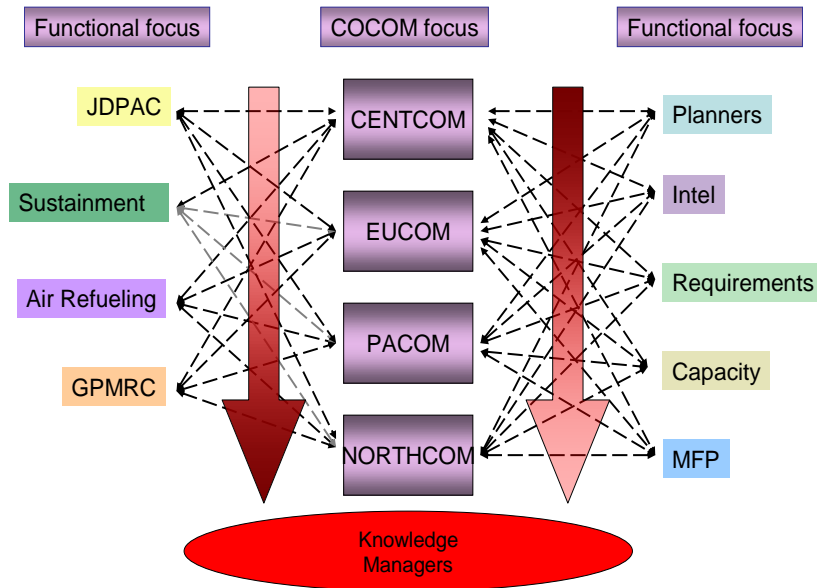 Functional focus
COCOM focus
Functional focus
JDPAC
CENTCOM
Planners
Sustainment
Intel
EUCOM
Requirements
Air Refueling
PACOM
Capacity
GPMRC
NORTHCOM
MFP
Knowledge
Managers